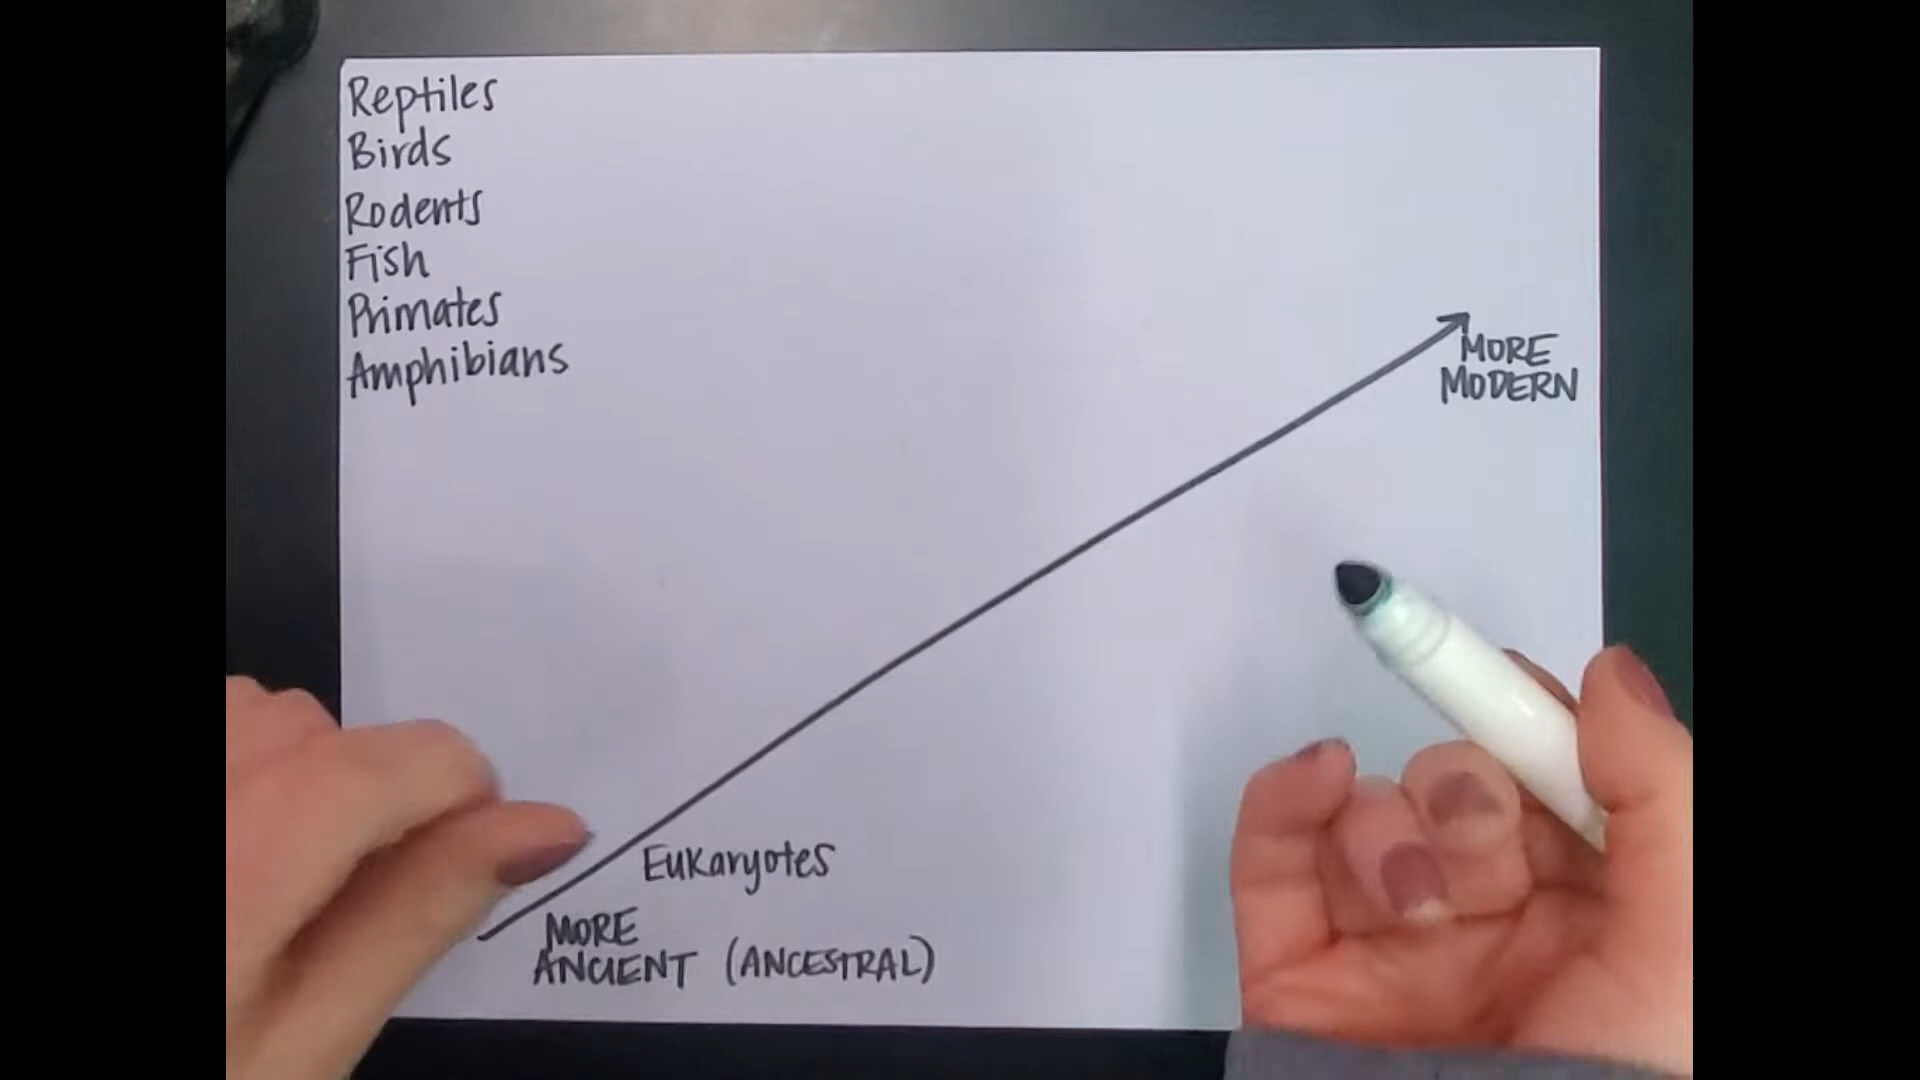 Reptiles
Birds
Rodents
Fish
Primates
Amphibians
MORE
MODERN
Eukaryotes
MORE
ANCIENT (ANCESTRAL)